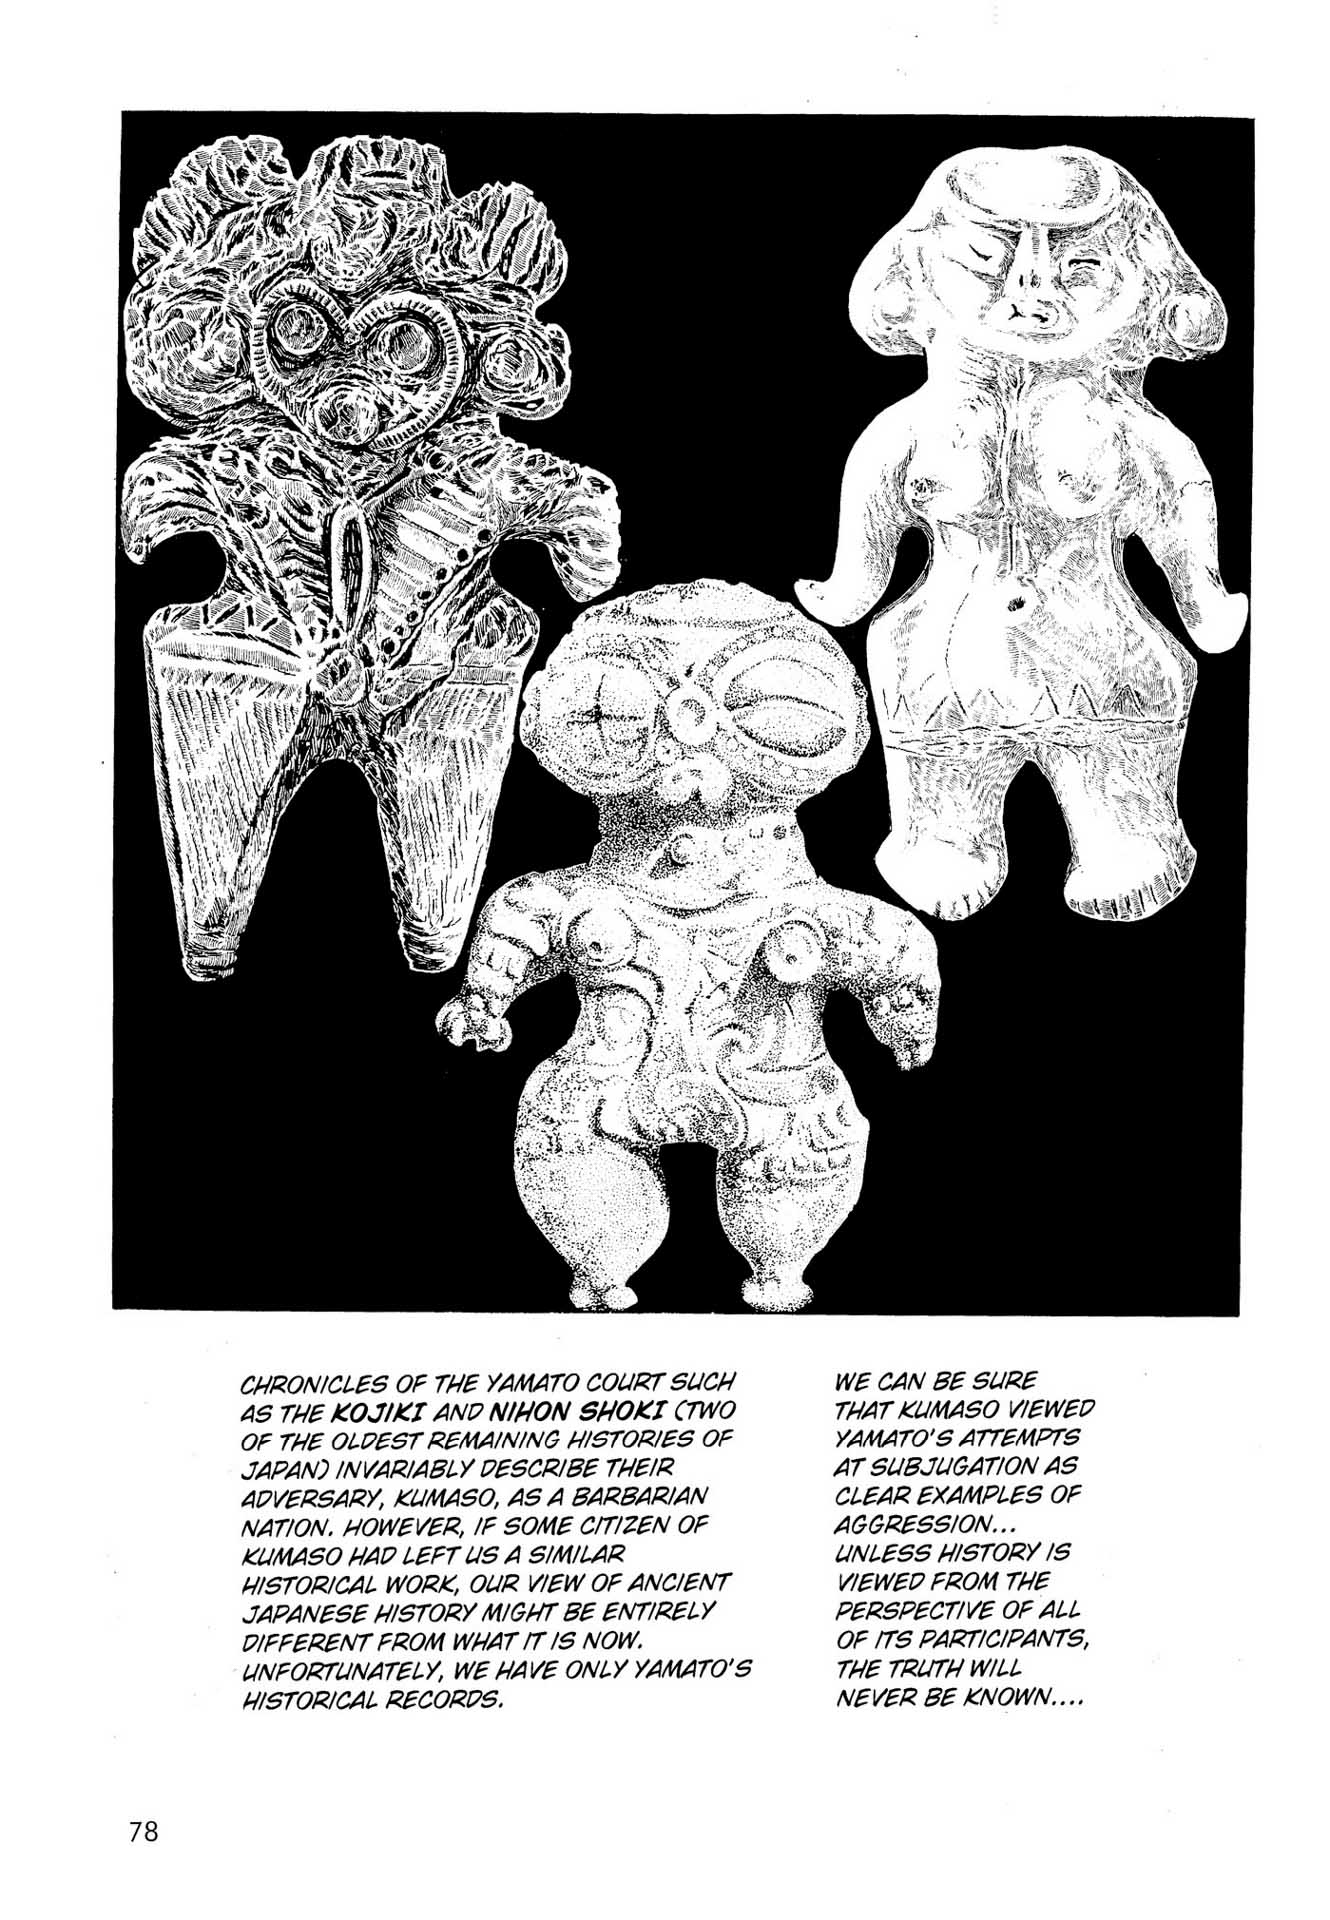 CHRONICLES OF THE YAMATO COURT SUCH
AS THE KOJIKI AND NIHON SHOKI (TWO
OF THE OLDEST REMAINING HISTORIES OF
JAPAN) INVARIABLY DESCRIBE THEIR
ADVERSARY, KUMASO, AS A BARBARIAN
NATION. HOWEVER, IF SOME CITIZEN OF
KUMASO HAD LEFT US A SIMILAR
HISTORICAL WORK, OUR VIEW OF ANCIENT
JAPANESE HISTORY MIGHT BE ENTIRELY
DIFFERENT FROM WHAT IT IS NOW.
UNFORTUNATELY, WE HAVE ONLY YAMATO'S
HISTORICAL RECORDS.
WE CAN BE SURE
THAT KUMASO VIEWED
YAMATO'S ATTEMPTS
AT SUBJUGATION AS
CLEAR EXAMPLES OF
AGGRESSION...
UNLESS HISTORY IS
VIEWED FROM THE
PERSPECTIVE OF ALL
OF ITS PARTICIPANTS,
THE TRUTH WILL
NEVER BE KNOWN....
78